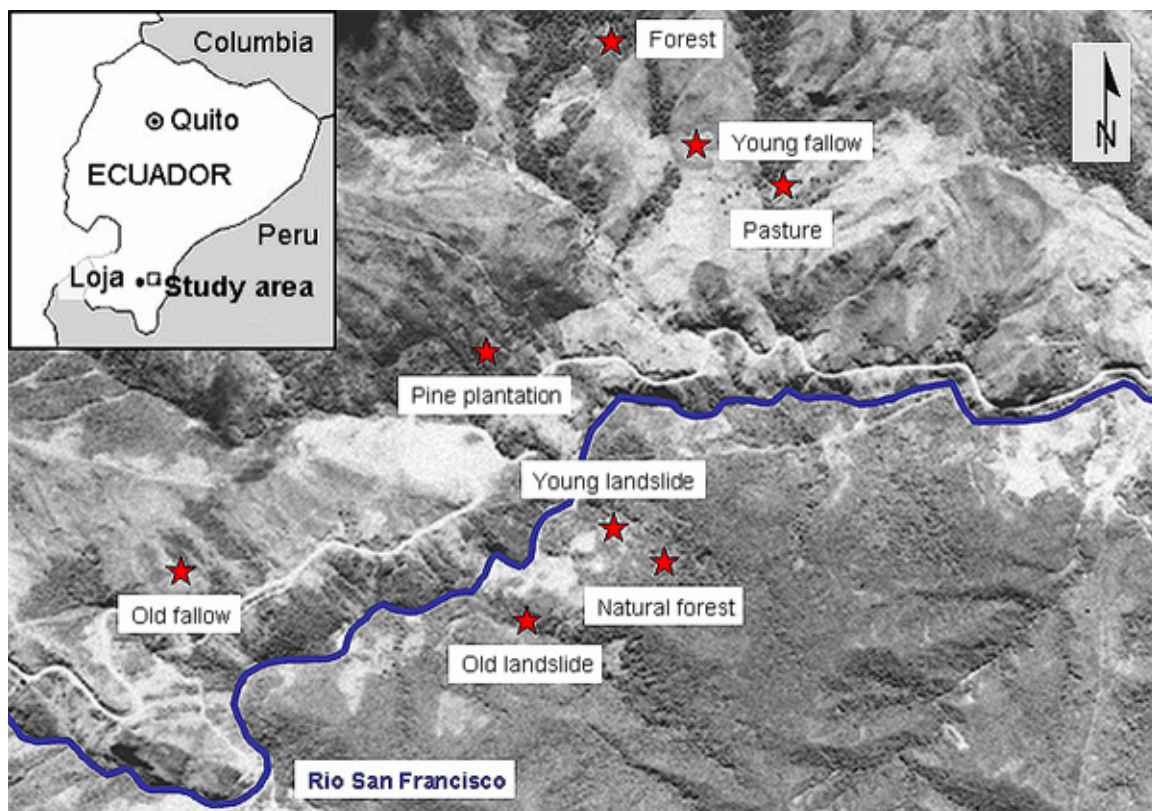 Columbia
Quito
ECUADOR
Peru
Loja
Study area
Forest
N
Young fallow
Pasture
Pine plantation
Young landslide
Old fallow
Natural forest
Old landslide
Rio San Francisco